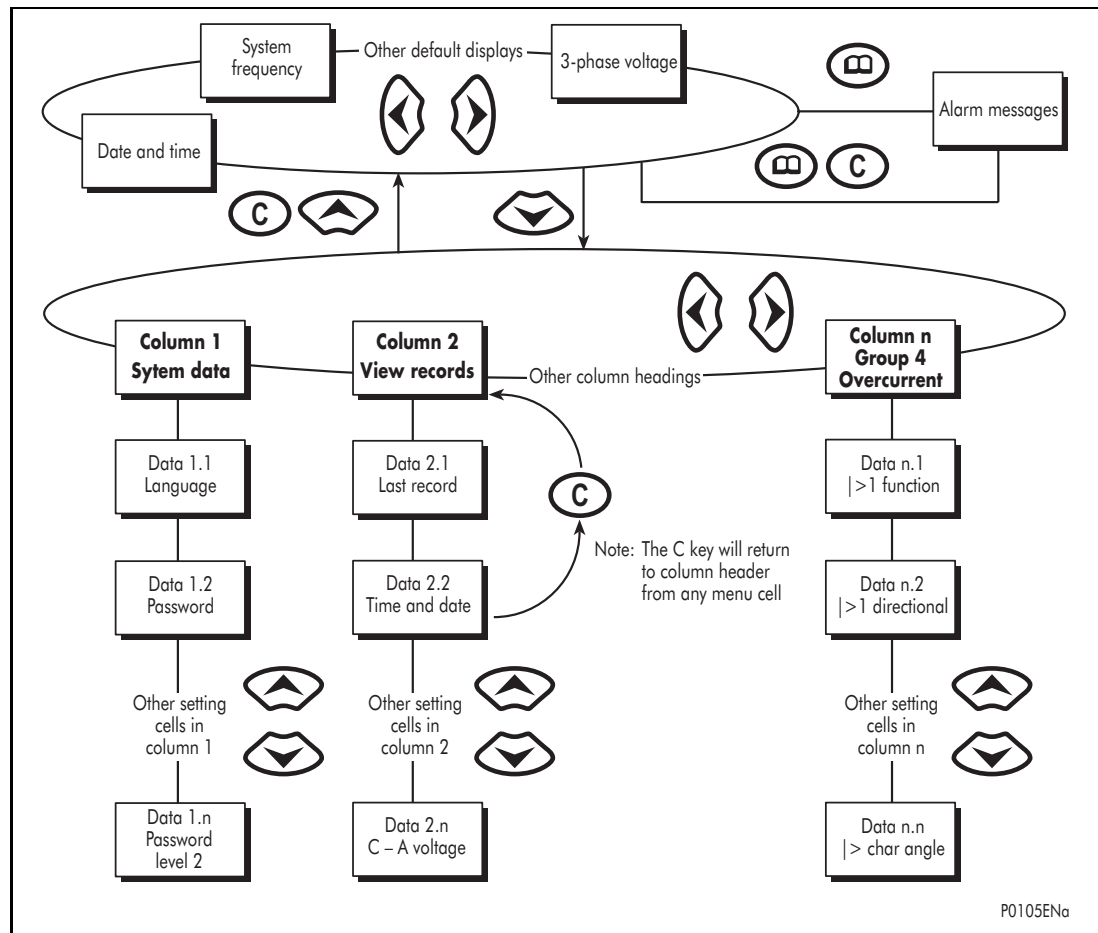 System
frequency
Other default displays
3-phase voltage
Alarm messages
Date and time
C
C
Column 1
Sytem data
Column 2
View records
Other column headings
Column n
Group 4
Overcurrent
Data 1.1
Language
Data 2.1
Last record
C
Data n.1
|>1 function
Note: The C key will return
to column header
from any menu cell
Data 1.2
Password
Data 2.2
Time and date
Data n.2
|>1 directional
Other setting
cells in
column 1
Other setting
cells in
column 2
Other setting
cells in
column n
Data 1.n
Password
level 2
Data 2.n
C – A voltage
Data n.n
|> char angle
P0105ENa